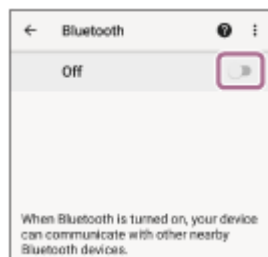 Bluetooth
Off
When Bluetooth is turned on, your device
can communicate with other nearby
Bluetooth devices.